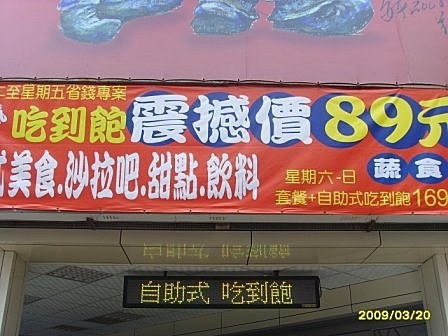 至星期五省錢專案
吃到飽震撼價89元
式美食.沙拉吧.甜點.飲料
蔬食
星期六-日
套餐+自助式吃到飽169
自助式 吃到飽
2009/03/20